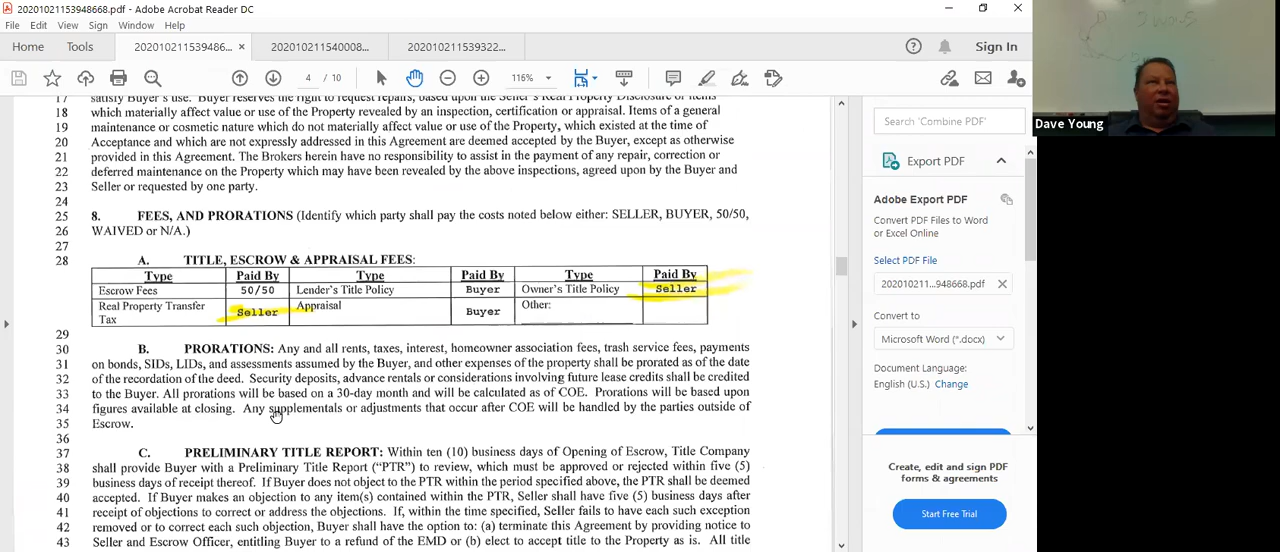 20201021153948668.pdf - Adobe Acrobat Reader DC
File Edit View Sign Window Help
Home Tools 202010211539486... × 202010211540008... 202010211539322... Sign In
4 / 10 116%
17 satisfy Buyer's use. Buyer reserves the right to request repairs, based upon the Seller's Real Property Disclosure or items
18 which materially affect value or use of the Property revealed by an inspection, certification or appraisal. Items of a general
19 maintenance or cosmetic nature which do not materially affect value or use of the Property, which existed at the time of
20 Acceptance and which are not expressly addressed in this Agreement are deemed accepted by the Buyer, except as otherwise
21 provided in this Agreement. The Brokers herein have no responsibility to assist in the payment of any repair, correction or
22 deferred maintenance on the Property which may have been revealed by the above inspections, agreed upon by the Buyer and
23 Seller or requested by one party.
24
25 8. FEES, AND PRORATIONS (Identify which party shall pay the costs noted below either: SELLER, BUYER, 50/50,
26 WAIVED or N/A.)
27
28 A. TITLE, ESCROW & APPRAISAL FEES:
Type Paid By Type Paid By Type Paid By
Escrow Fees 50/50 Lender's Title Policy Buyer Owner's Title Policy Seller
Real Property Transfer Tax Seller Appraisal Buyer Other:
29
30 B. PRORATIONS: Any and all rents, taxes, interest, homeowner association fees, trash service fees, payments
31 on bonds, SIDs, LIDs, and assessments assumed by the Buyer, and other expenses of the property shall be prorated as of the date
32 of the recordation of the deed. Security deposits, advance rentals or considerations involving future lease credits shall be credited
33 to the Buyer. All prorations will be based on a 30-day month and will be calculated as of COE. Prorations will be based upon
34 figures available at closing. Any supplementals or adjustments that occur after COE will be handled by the parties outside of
35 Escrow.
36
37 C. PRELIMINARY TITLE REPORT: Within ten (10) business days of Opening of Escrow, Title Company
38 shall provide Buyer with a Preliminary Title Report ("PTR") to review, which must be approved or rejected within five (5)
39 business days of receipt thereof. If Buyer does not object to the PTR within the period specified above, the PTR shall be deemed
40 accepted. If Buyer makes an objection to any item(s) contained within the PTR, Seller shall have five (5) business days after
41 receipt of objections to correct or address the objections. If, within the time specified, Seller fails to have each such exception
42 removed or to correct each such objection, Buyer shall have the option to: (a) terminate this Agreement by providing notice to
43 Seller and Escrow Officer, entitling Buyer to a refund of the EMD or (b) elect to accept title to the Property as is. All title
Search 'Combine PDF'
Export PDF
Adobe Export PDF
Convert PDF Files to Word
or Excel Online
Select PDF File
202010211...948668.pdf ×
Convert to
Microsoft Word (*.docx)
Document Language:
English (U.S.) Change
Create, edit and sign PDF
forms & agreements
Start Free Trial
Dave Young